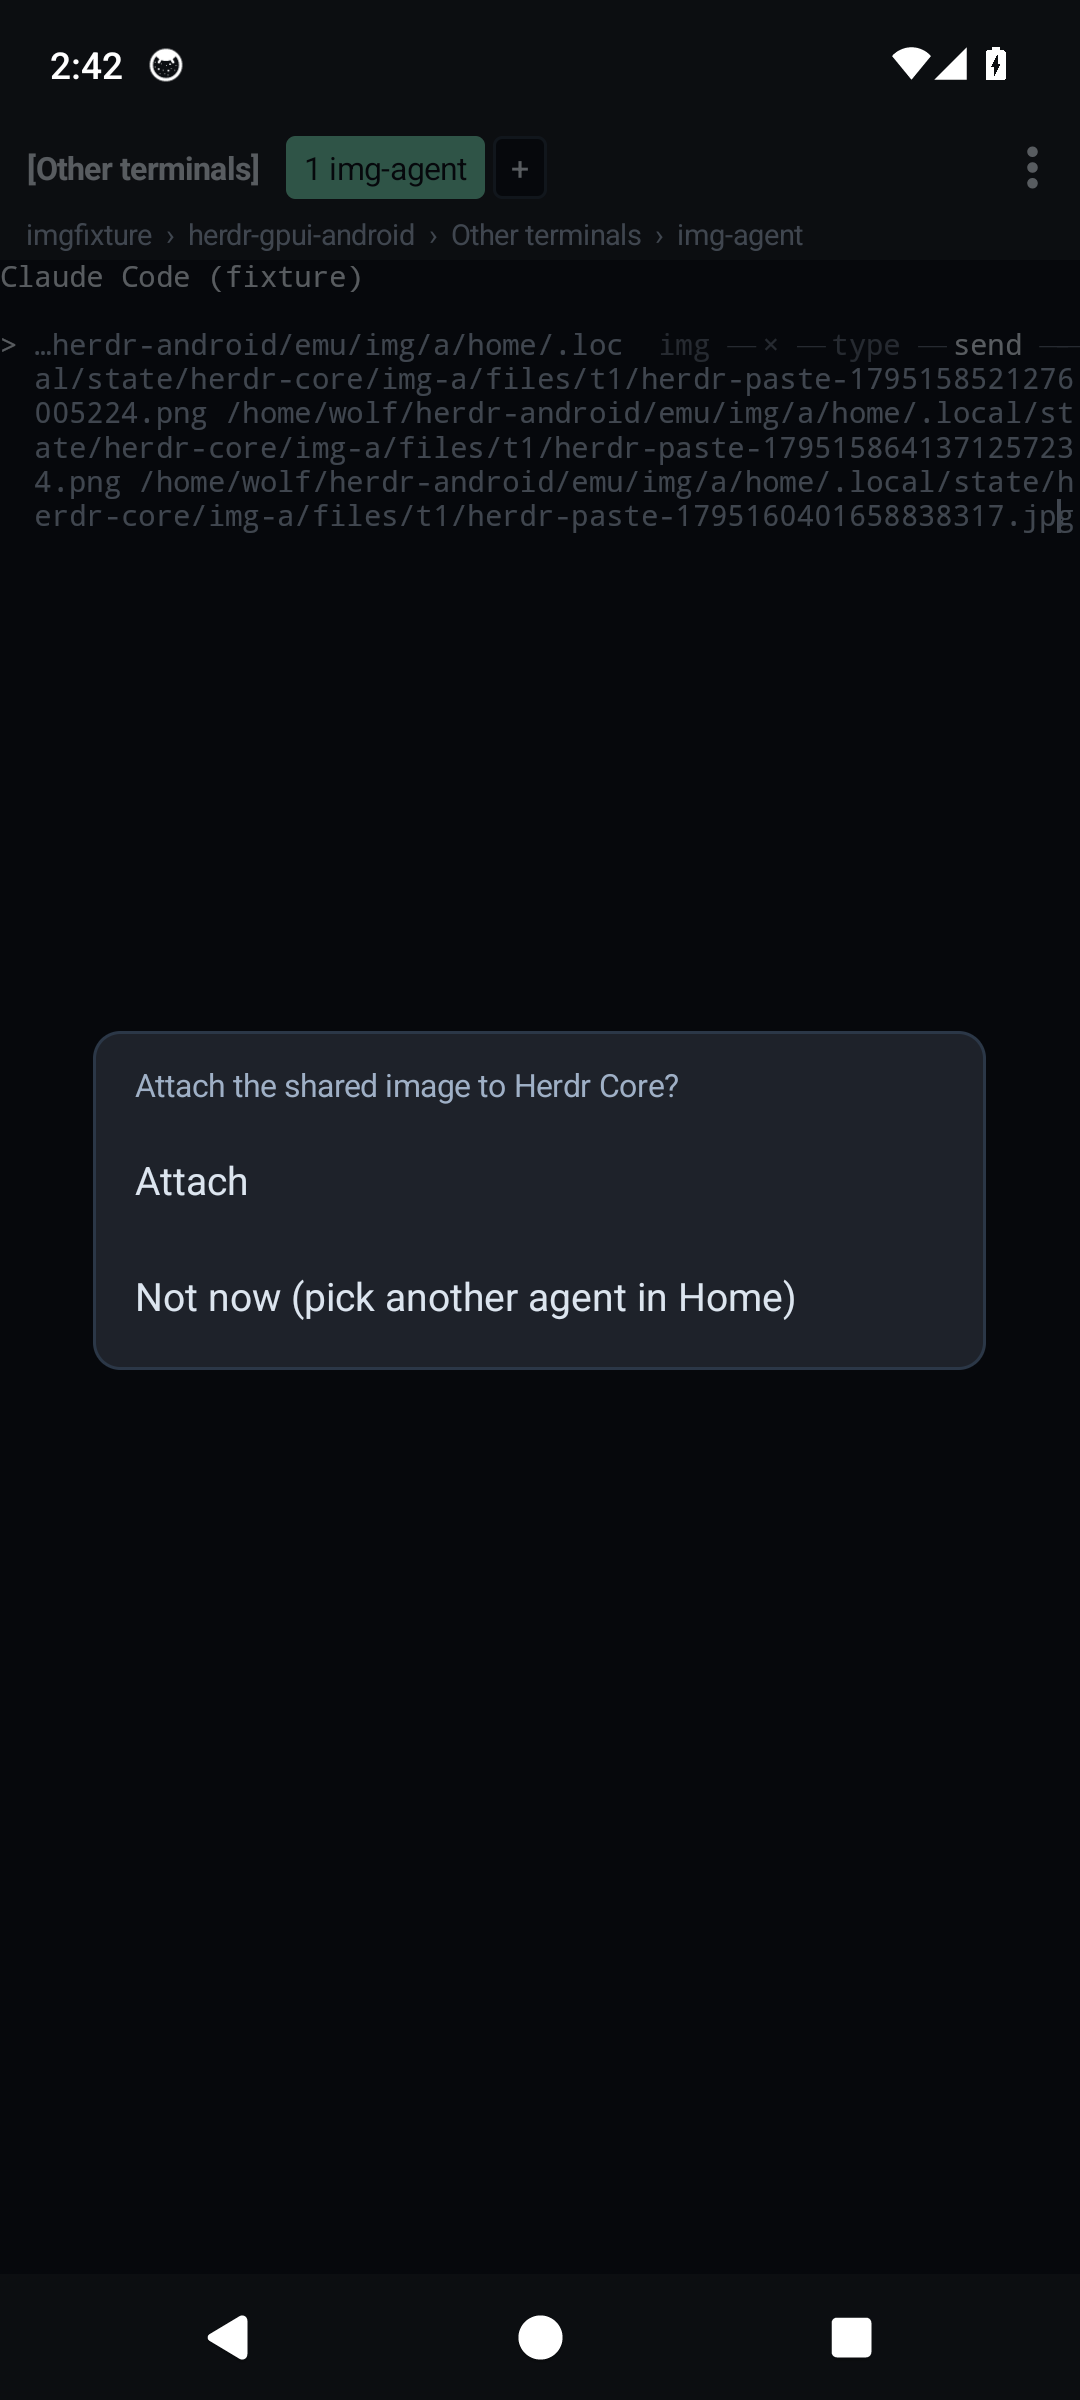 2:42
[Other terminals] 1 img-agent +
imgfixture › herdr-gpui-android › Other terminals › img-agent
Claude Code (fixture)
> …herdr-android/emu/img/a/home/.loc img — × — type — send —
al/state/herdr-core/img-a/files/t1/herdr-paste-1795158521276
005224.png /home/wolf/herdr-android/emu/img/a/home/.local/st
ate/herdr-core/img-a/files/t1/herdr-paste-179515864137125723
4.png /home/wolf/herdr-android/emu/img/a/home/.local/state/h
erdr-core/img-a/files/t1/herdr-paste-1795160401658838317.jpg
Attach the shared image to Herdr Core?
Attach
Not now (pick another agent in Home)